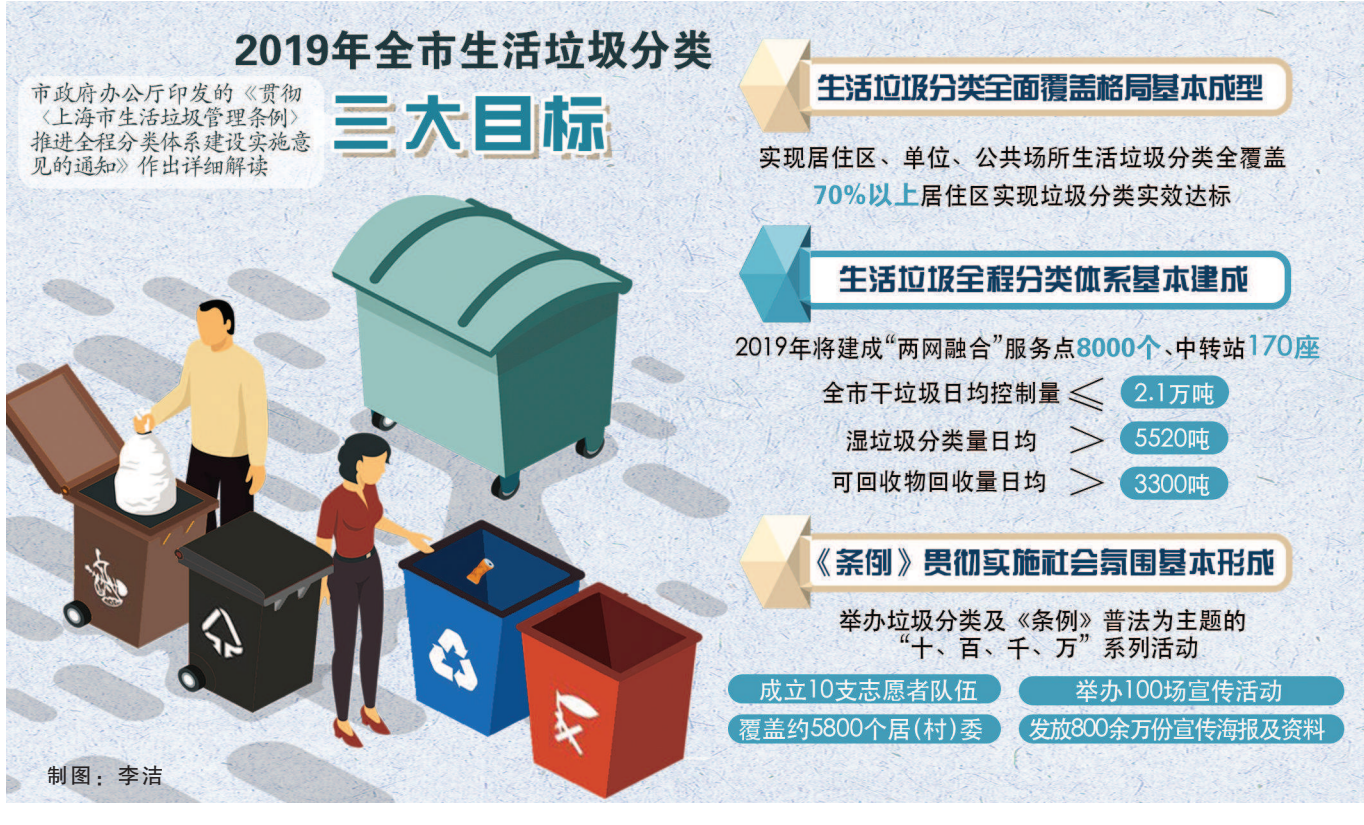 2019年全市生活垃圾分类
三大目标
市政府办公厅印发的《贯彻
〈上海市生活垃圾管理条例〉
推进全程分类体系建设实施意
见的通知》作出详细解读
生活垃圾分类全面覆盖格局基本成型
实现居住区、单位、公共场所生活垃圾分类全覆盖
70%以上居住区实现垃圾分类实效达标
生活垃圾全程分类体系基本建成
2019年将建成“两网融合”服务点8000个、中转站170座
全市干垃圾日均控制量 ≤ 2.1万吨
湿垃圾分类量日均 > 5520吨
可回收物回收量日均 > 3300吨
《条例》贯彻实施社会氛围基本形成
举办垃圾分类及《条例》普法为主题的
“十、百、千、万”系列活动
成立10支志愿者队伍 举办100场宣传活动
覆盖约5800个居(村)委 发放800余万份宣传海报及资料
制图：李洁